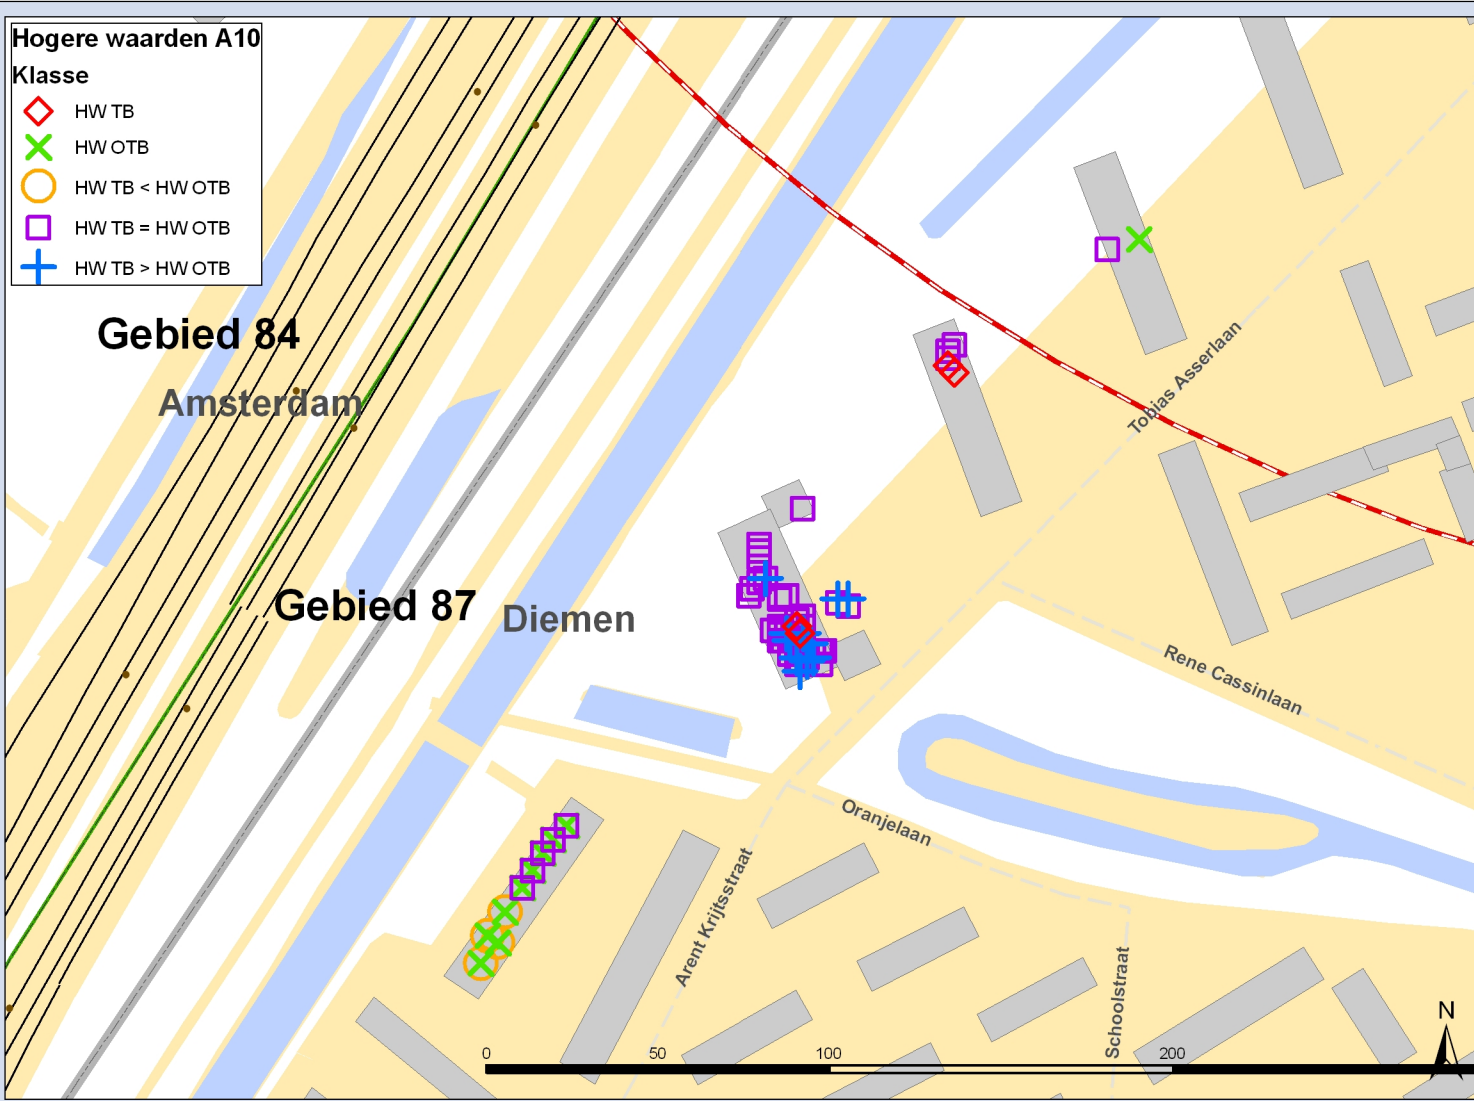 Hogere waarden A10
Klasse
HW TB
HW OTB
HW TB < HW OTB
HW TB = HW OTB
HW TB > HW OTB
Gebied 84
Amsterdam
Tobias Asserlaan
Gebied 87
Diemen
Rene Cassinlaan
Oranjelaan
Arent Krijtsstraat
Schoolstraat
N
0 50 100 200